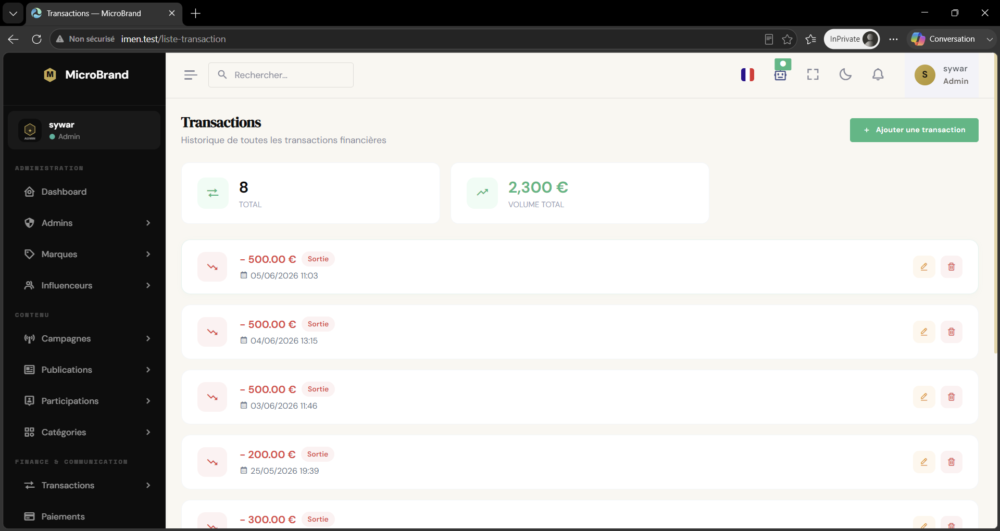 Transactions — MicroBrand
Non sécurisé imen.test/liste-transaction
InPrivate
Conversation
M MicroBrand
Rechercher...
S
sywar
Admin
ADMIN
sywar
Admin
ADMINISTRATION
Dashboard
Admins
Marques
Influenceurs
CONTENU
Campagnes
Publications
Participations
Catégories
FINANCE & COMMUNICATION
Transactions
Paiements
Transactions
Historique de toutes les transactions financières
+ Ajouter une transaction
8
TOTAL
2,300 €
VOLUME TOTAL
- 500.00 € Sortie
05/06/2026 11:03
- 500.00 € Sortie
04/06/2026 13:15
- 500.00 € Sortie
03/06/2026 11:46
- 200.00 € Sortie
25/05/2026 19:39
- 300.00 € Sortie